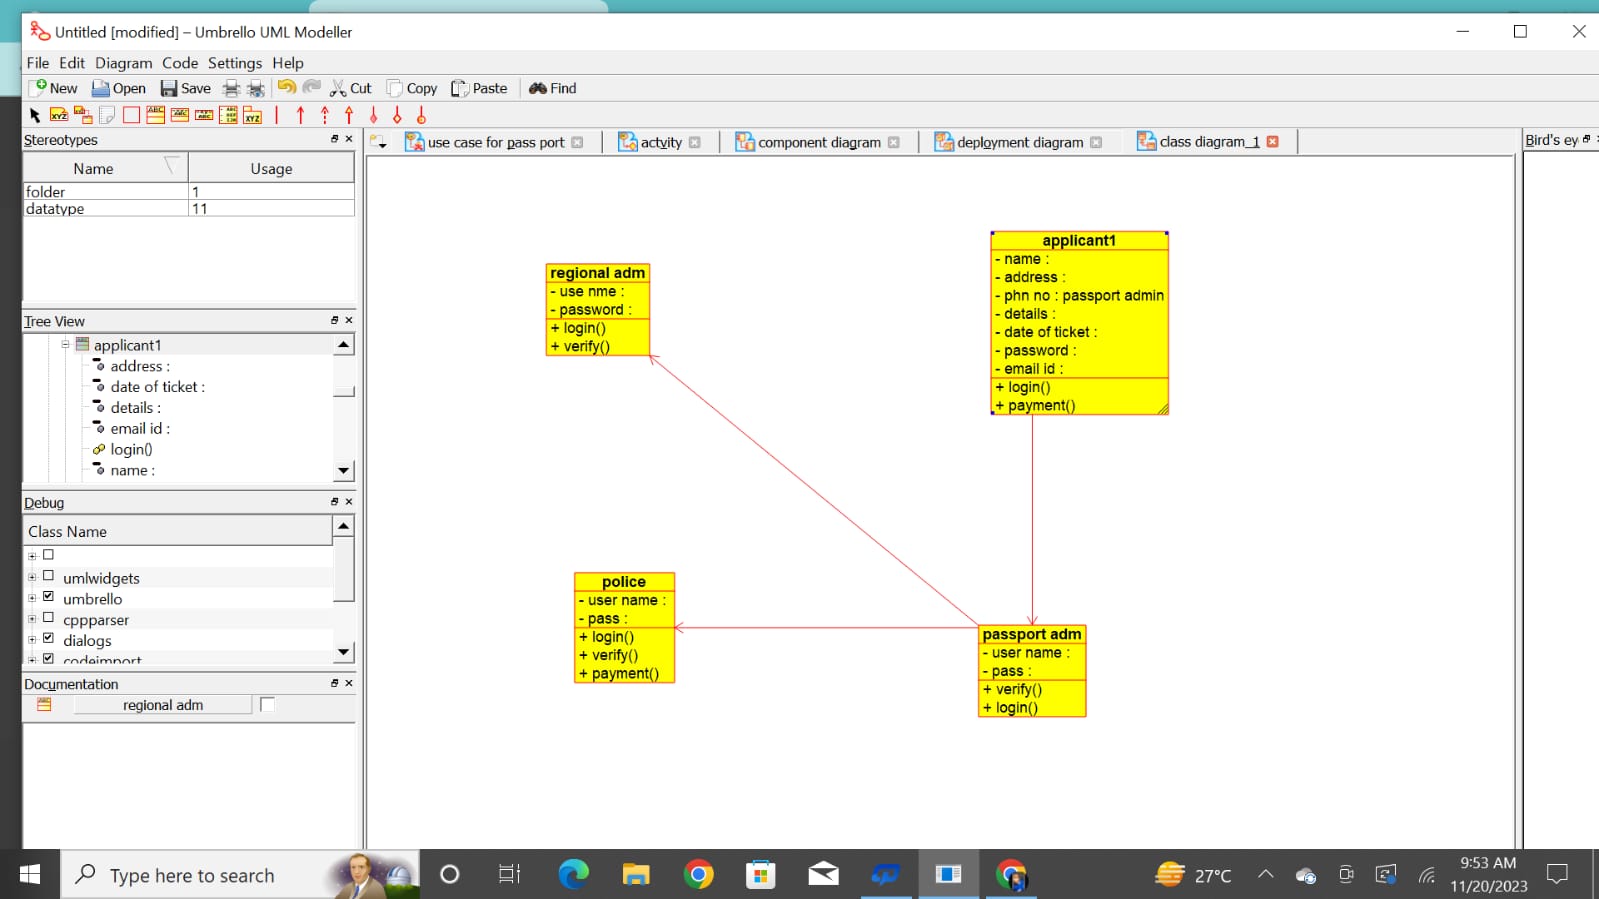 Untitled [modified] – Umbrello UML Modeller
File Edit Diagram Code Settings Help
New Open Save Cut Copy Paste Find
Stereotypes
Name Usage
folder 1
datatype 11
Tree View
applicant1
address :
date of ticket :
details :
email id :
login()
name :
Debug
Class Name
umlwidgets
umbrello
cppparser
dialogs
codeimport
Documentation
regional adm
use case for pass port
actvity
component diagram
deployment diagram
class diagram_1
Bird's ey
regional adm
- use nme :
- password :
+ login()
+ verify()
applicant1
- name :
- address :
- phn no : passport admin
- details :
- date of ticket :
- password :
- email id :
+ login()
+ payment()
police
- user name :
- pass :
+ login()
+ verify()
+ payment()
passport adm
- user name :
- pass :
+ verify()
+ login()
Type here to search
27°C
9:53 AM
11/20/2023